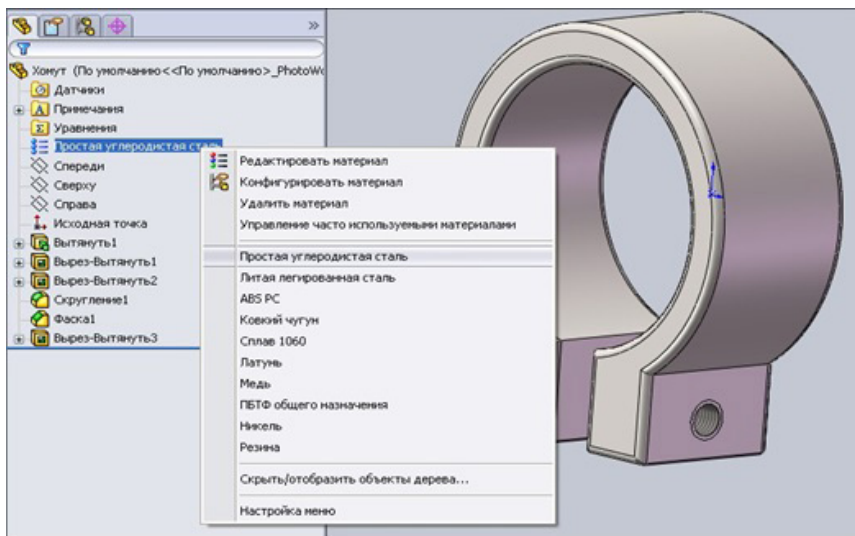 Хомут (По умолчанию<<По умолчанию>_PhotoWo
Датчики
Примечания
Уравнения
Простая углеродистая сталь
Спереди
Сверху
Справа
Исходная точка
Вытянуть1
Вырез-Вытянуть1
Вырез-Вытянуть2
Скругление1
Фаска1
Вырез-Вытянуть3
Редактировать материал
Конфигурировать материал
Удалить материал
Управление часто используемыми материалами
Простая углеродистая сталь
Литая легированная сталь
ABS PC
Ковкий чугун
Сплав 1060
Латунь
Медь
ПБТФ общего назначения
Никель
Резина
Скрыть/отобразить объекты дерева...
Настройка меню